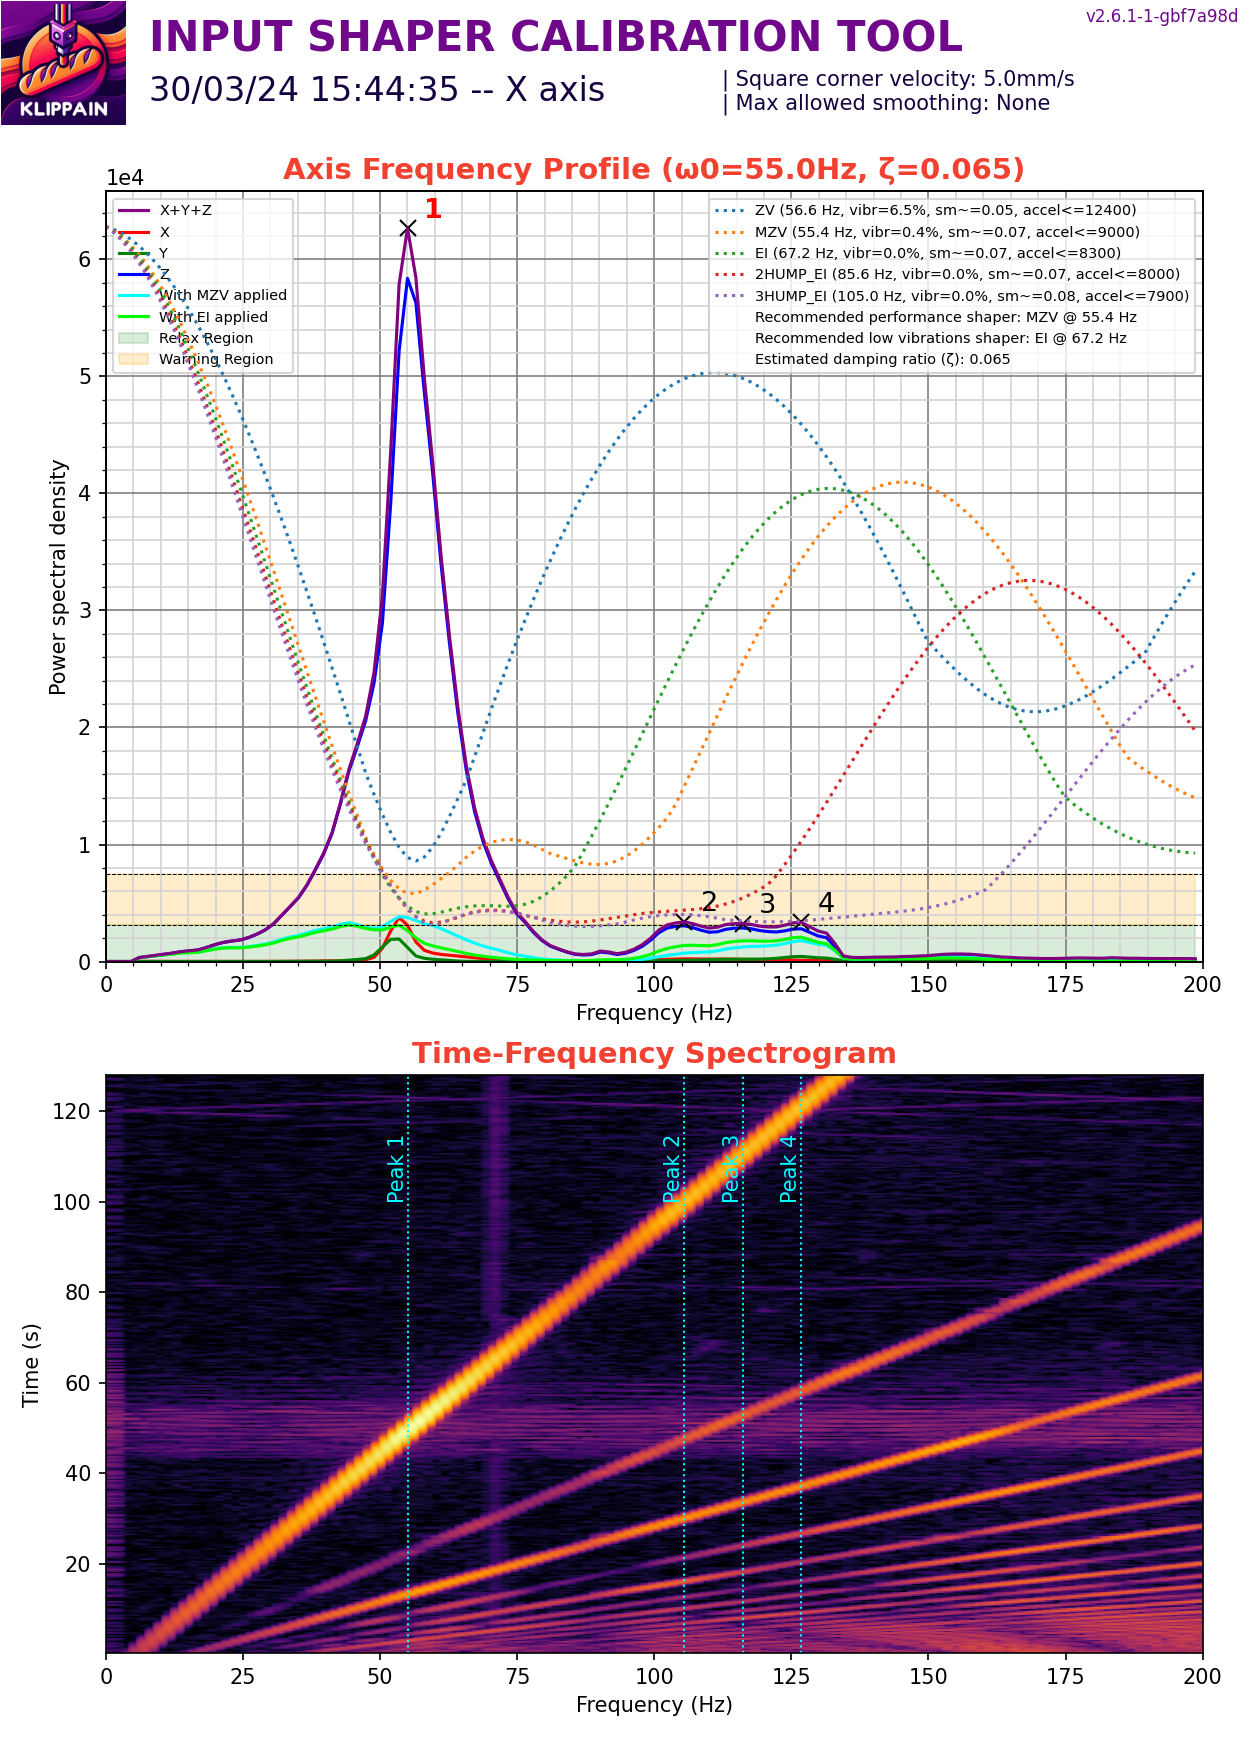 v2.6.1-1-gbf7a98d
INPUT SHAPER CALIBRATION TOOL
30/03/24 15:44:35 -- X axis
| Square corner velocity: 5.0mm/s
| Max allowed smoothing: None
KLIPPAIN
Axis Frequency Profile (ω0=55.0Hz, ζ=0.065)
1e4
X+Y+Z
X
Y
Z
With MZV applied
With EI applied
Relax Region
Warning Region
1
ZV (56.6 Hz, vibr=6.5%, sm~=0.05, accel<=12400)
MZV (55.4 Hz, vibr=0.4%, sm~=0.07, accel<=9000)
EI (67.2 Hz, vibr=0.0%, sm~=0.07, accel<=8300)
2HUMP_EI (85.6 Hz, vibr=0.0%, sm~=0.07, accel<=8000)
3HUMP_EI (105.0 Hz, vibr=0.0%, sm~=0.08, accel<=7900)
Recommended performance shaper: MZV @ 55.4 Hz
Recommended low vibrations shaper: EI @ 67.2 Hz
Estimated damping ratio (ζ): 0.065
6
5
4
3
2
1
0
Power spectral density
2 3 4
0 25 50 75 100 125 150 175 200
Frequency (Hz)
Time-Frequency Spectrogram
120
100
80
60
40
20
Time (s)
Peak 1
Peak 2
Peak 3
Peak 4
0 25 50 75 100 125 150 175 200
Frequency (Hz)